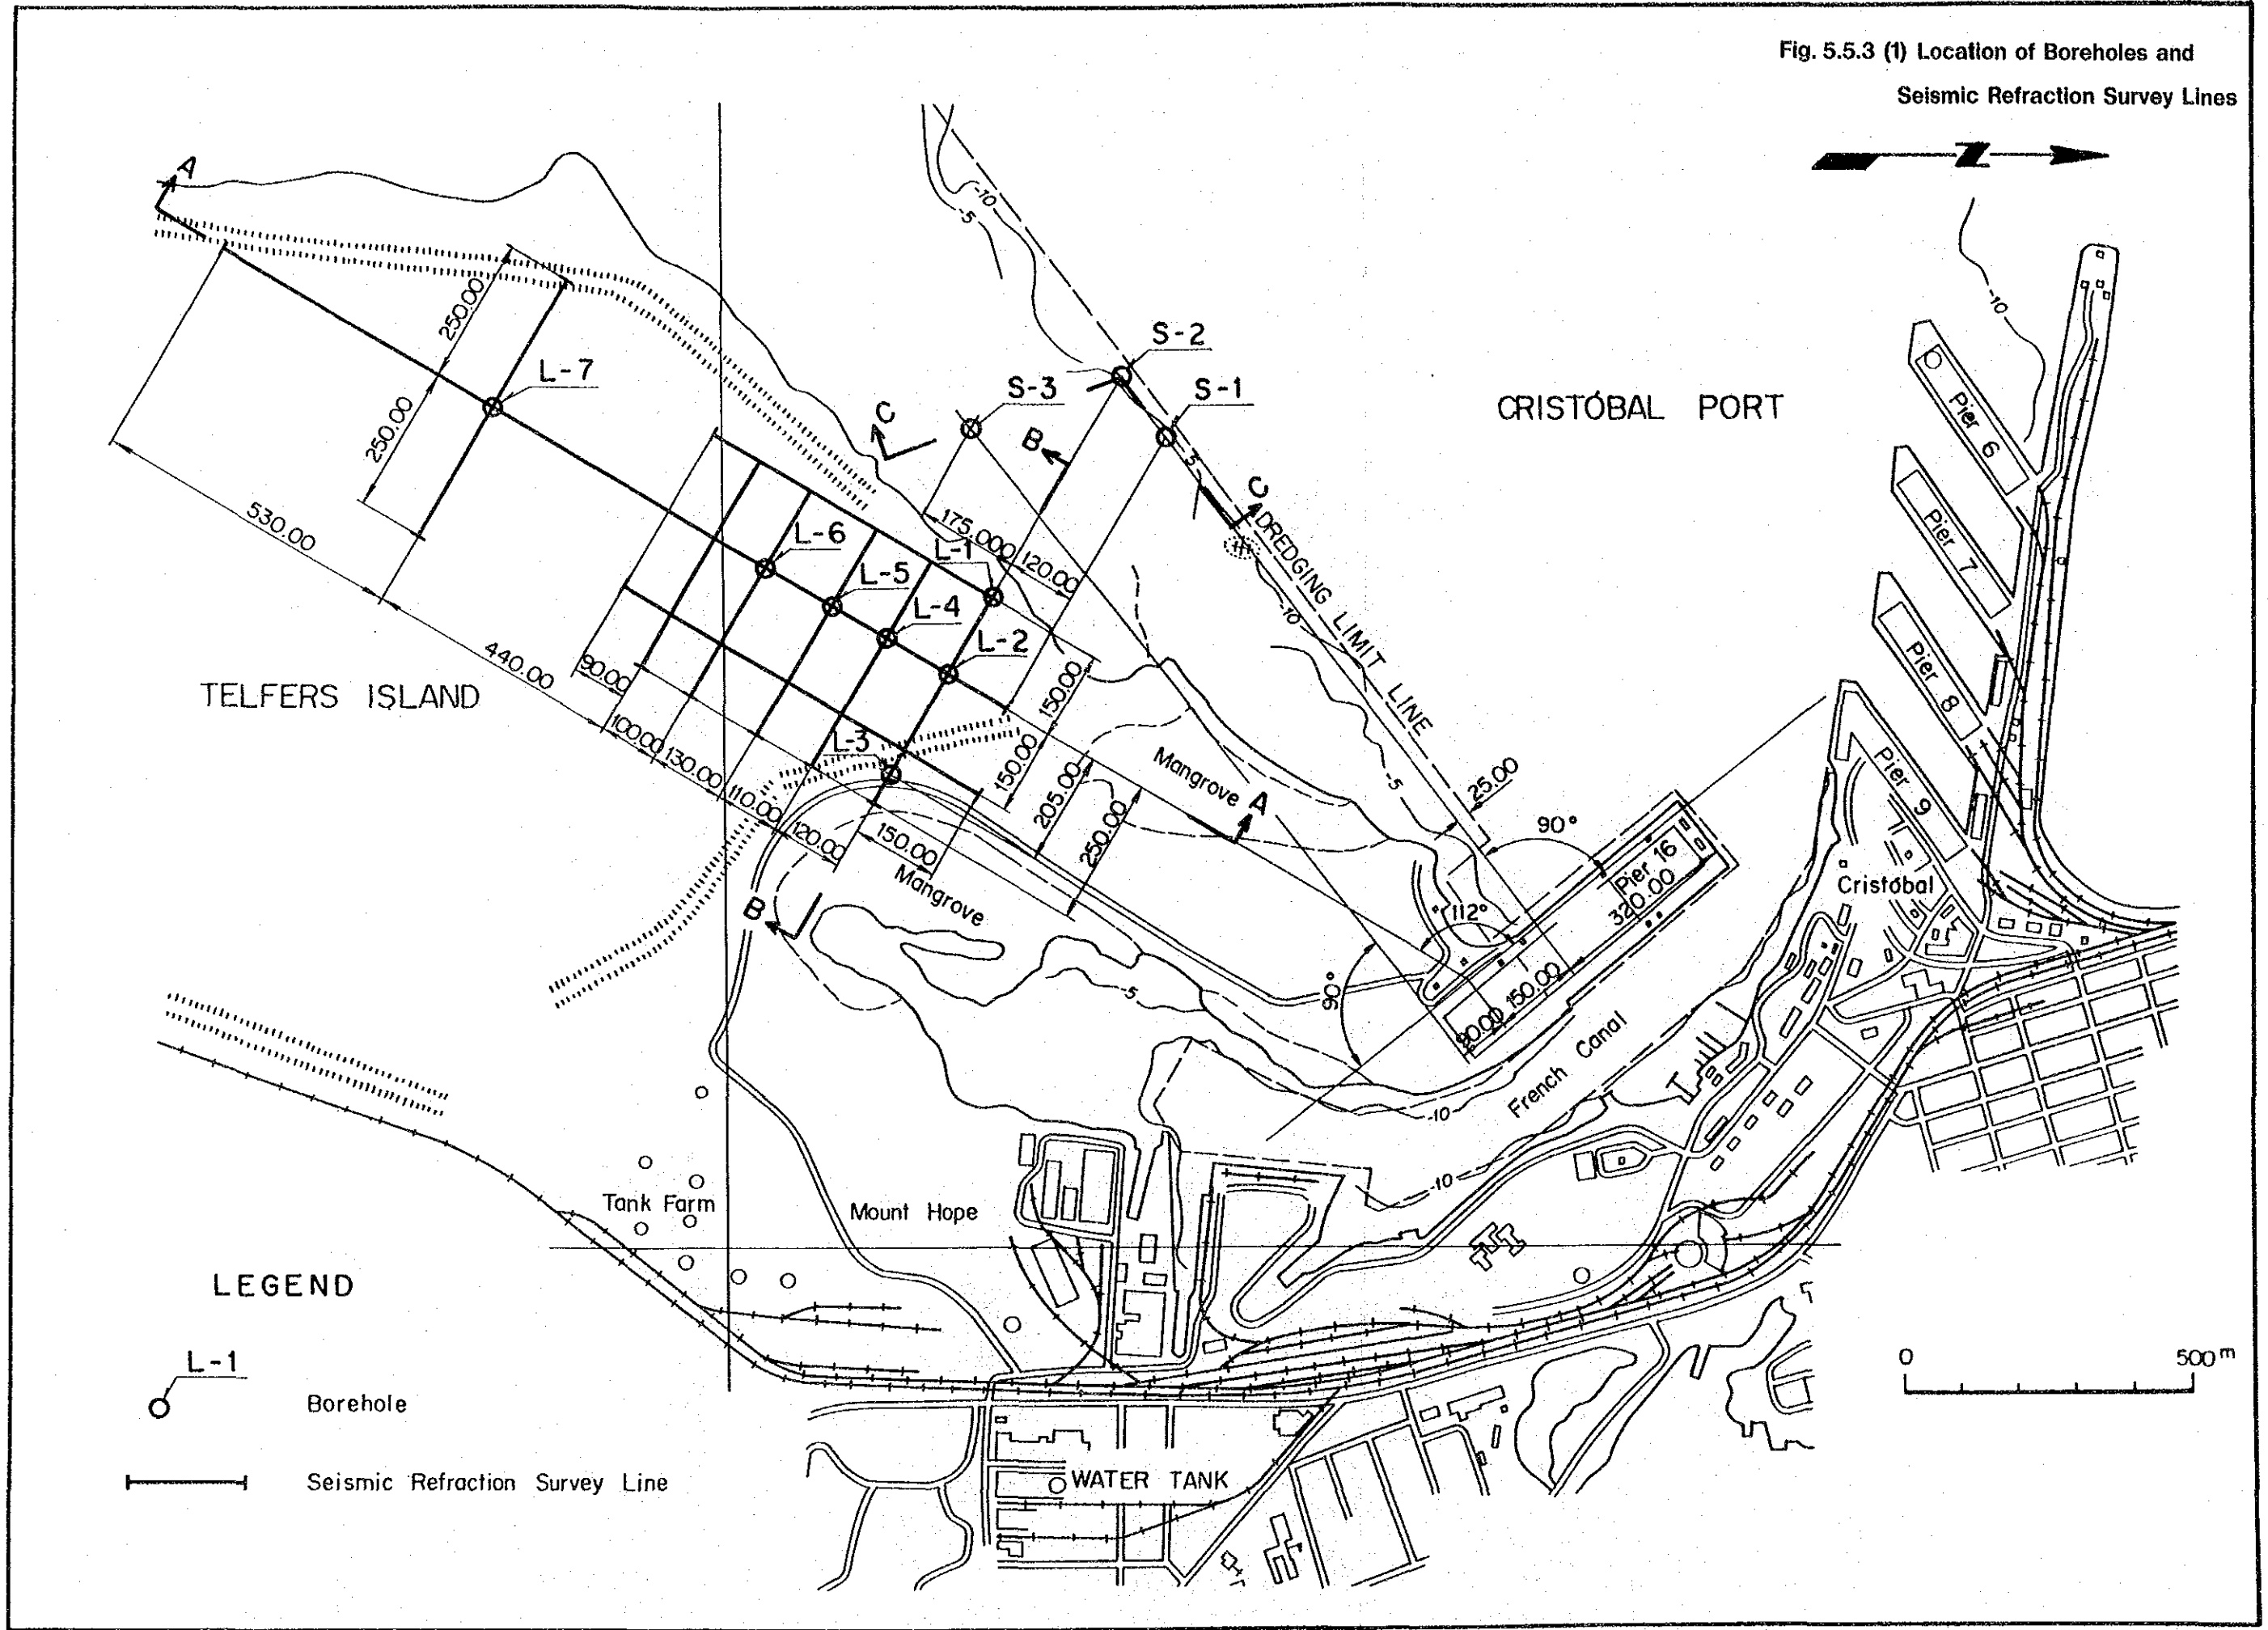 Fig. 5.5.3 (1) Location of Boreholes and
Seismic Refraction Survey Lines
Z
A
-10
-5
-10
250.00
S-2
L-7
S-3
S-1
C
CRISTÓBAL PORT
Pier 6
250.00
B
3
C
530.00
175.000
120.00
DREDGING LIMIT LINE
Pier 7
L-6
L-1
L-5
-10
L-4
L-2
440.00
90.00
150.00
Pier 8
TELFERS ISLAND
100.00
130.00
L-3
150.00
Mangrove
-5
Pier 9
110.00
205.00
A
25.00
120.00
150.00
250.00
90°
Pier 16
320.00
Mangrove
Cristóbal
B
112°
-5
90°
150.00
90.00
French Canal
-10
-10
Tank Farm
Mount Hope
LEGEND
L-1
Borehole
0 500 m
Seismic Refraction Survey Line
WATER TANK